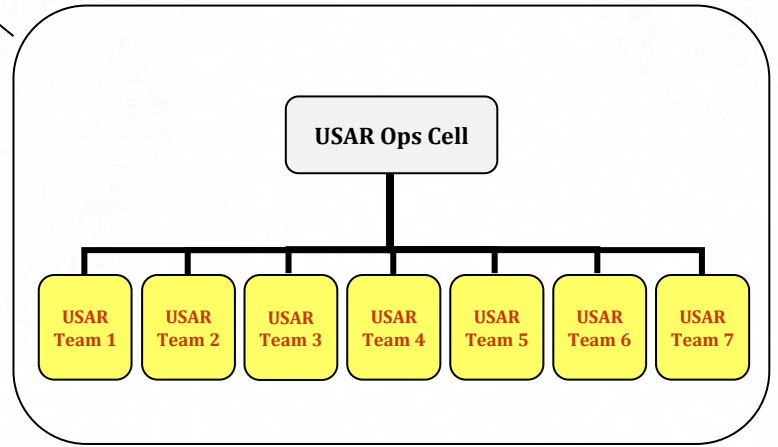 USAR Ops Cell
USAR
Team 1
USAR
Team 2
USAR
Team 3
USAR
Team 4
USAR
Team 5
USAR
Team 6
USAR
Team 7